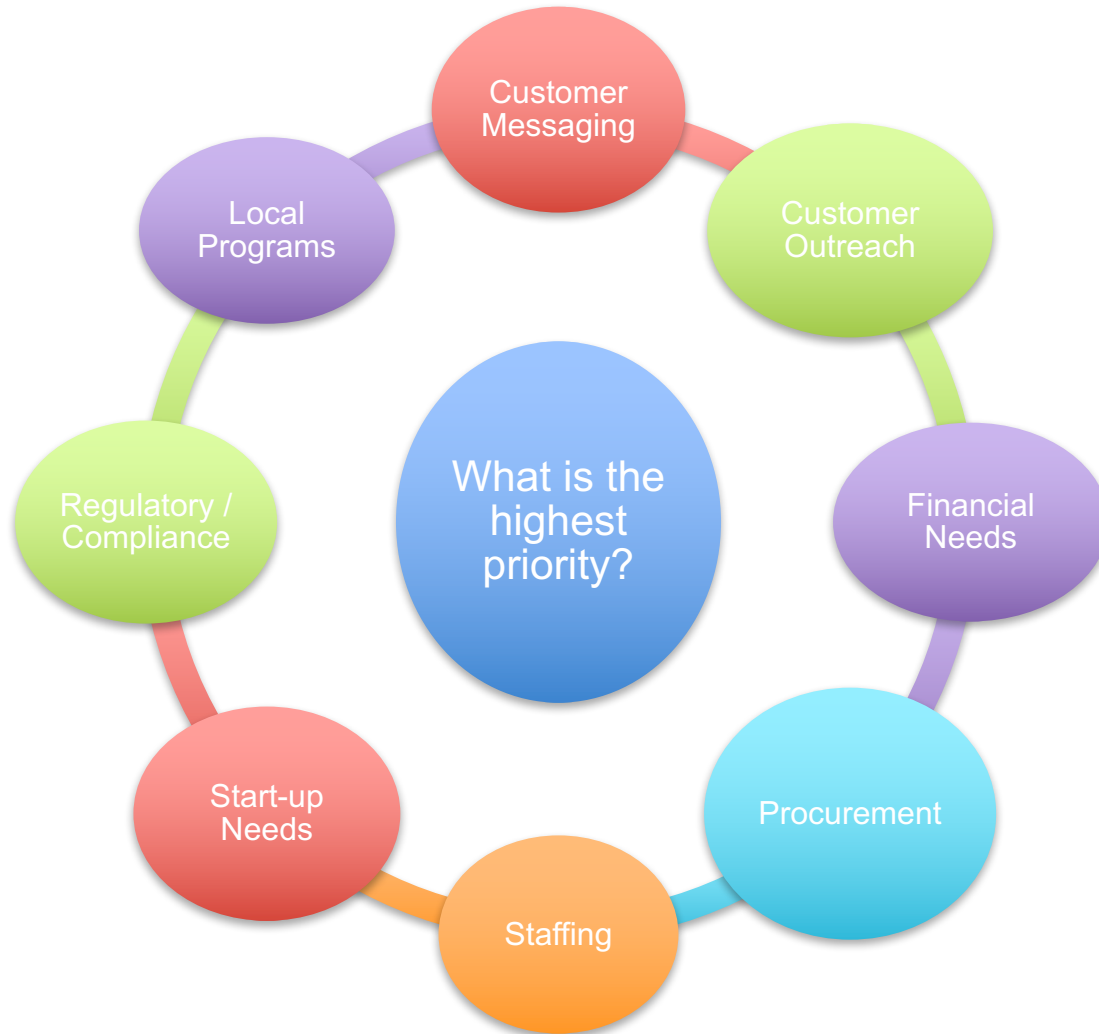 Customer
Messaging
Customer
Outreach
Financial
Needs
Procurement
Staffing
Start-up
Needs
Regulatory /
Compliance
Local
Programs
What is the
highest
priority?